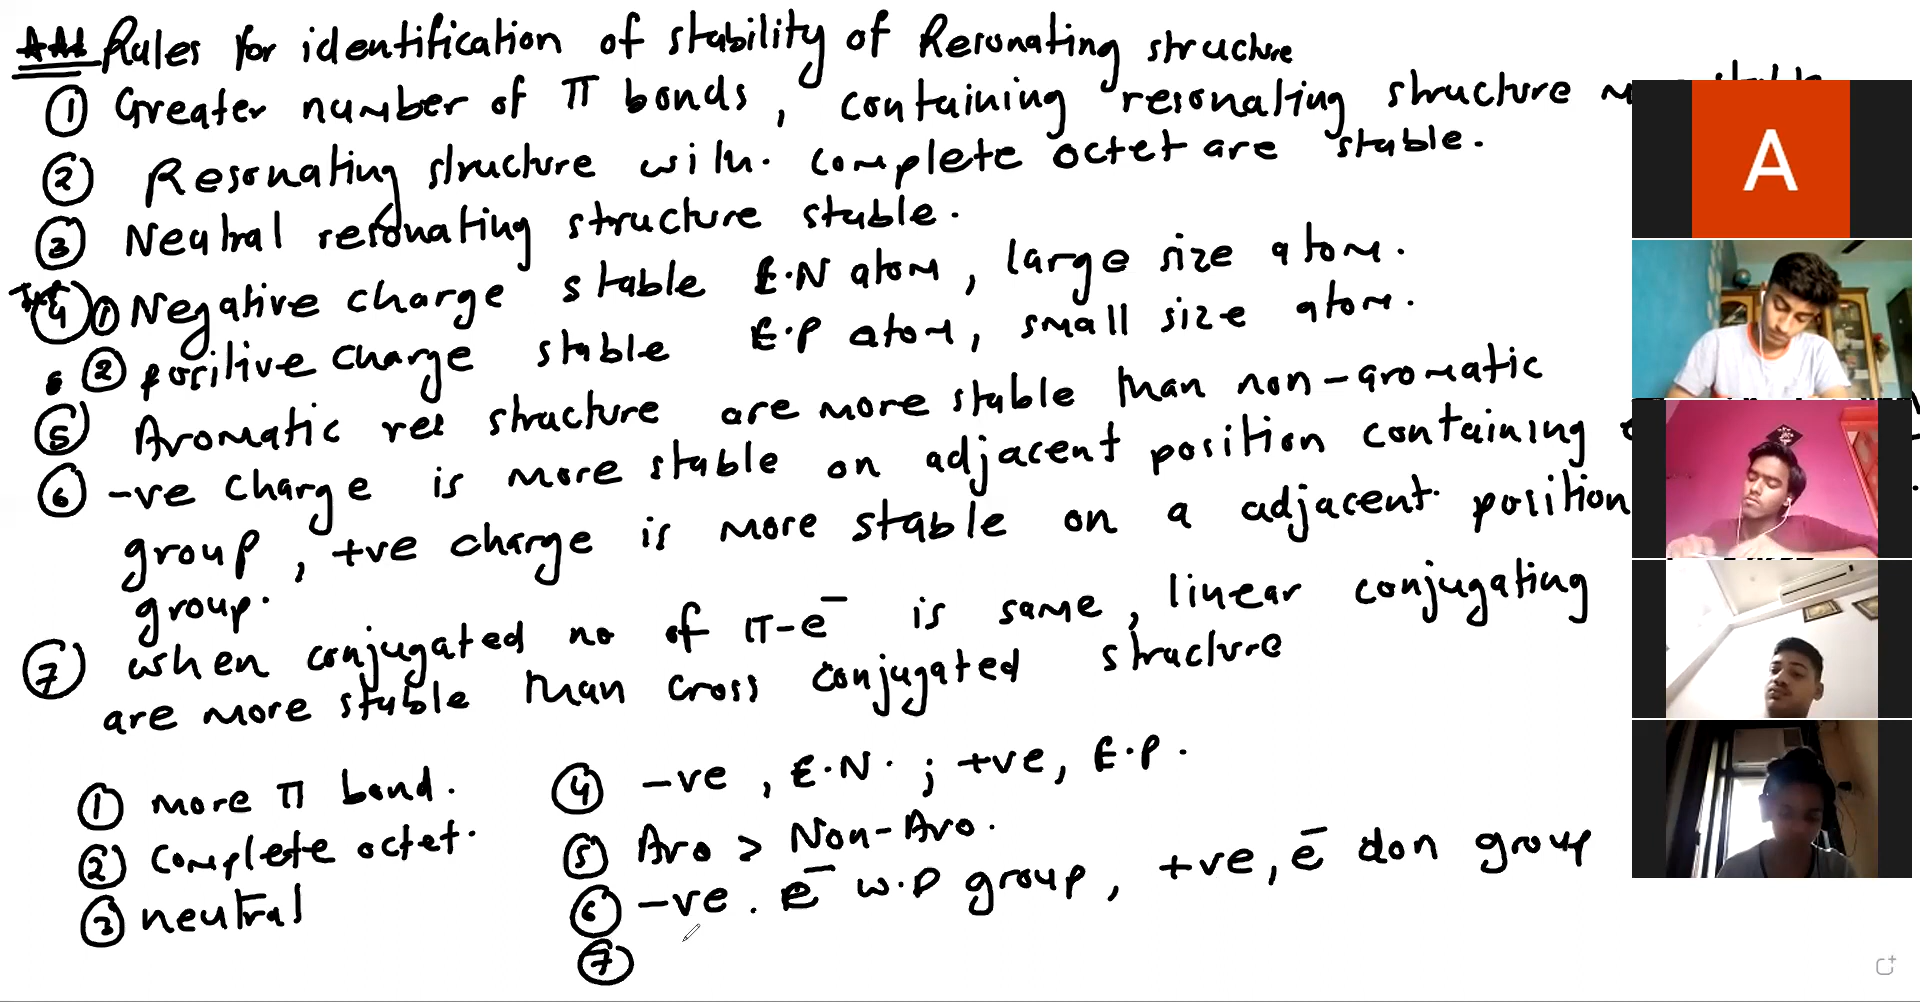 Rules for identification of stability of Resonating structure
① Greater number of π bonds, containing resonating structure
② Resonating structure with. complete octet are stable.
③ Neutral resonating structure stable.
④ ① Negative charge stable E.N atom, large size atom.
② positive charge stable E.P atom, small size atom.
⑤ Aromatic res structure are more stable than non-aromatic
⑥ -ve charge is more stable on adjacent position containing
group, +ve charge is more stable on a adjacent position
group.
⑦ when conjugated no of π-e⁻ is same, linear conjugating
are more stable than cross conjugated structure
① more π bond.
② complete octet.
③ neutral
④ -ve, E.N. ; +ve, E.P.
⑤ Aro > Non-Aro.
⑥ -ve. e⁻ w.D group, +ve, e⁻ don group
⑦
A